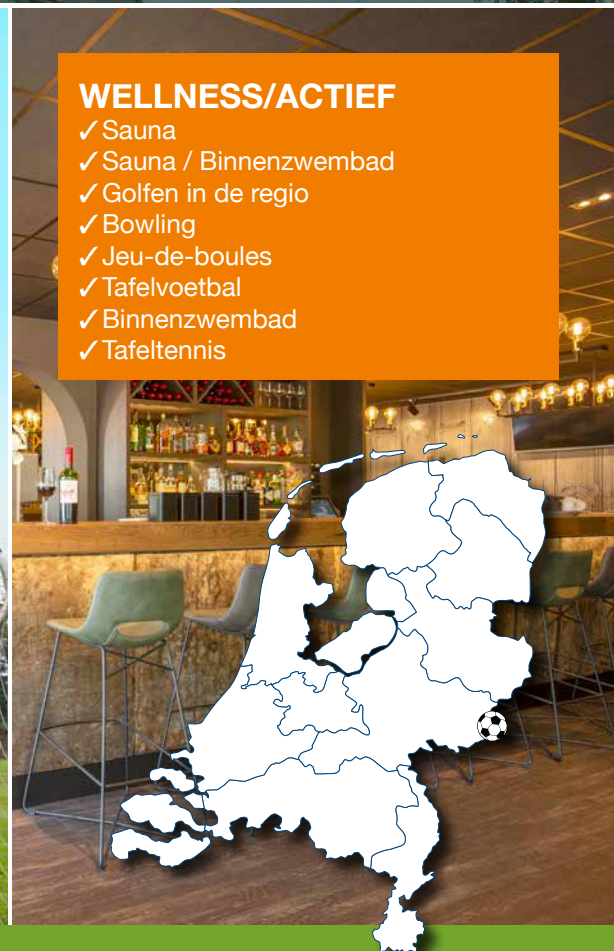 WELLNESS/ACTIEF
✓ Sauna
✓ Sauna / Binnenzwembad
✓ Golfen in de regio
✓ Bowling
✓ Jeu-de-boules
✓ Tafelvoetbal
✓ Binnenzwembad
✓ Tafeltennis